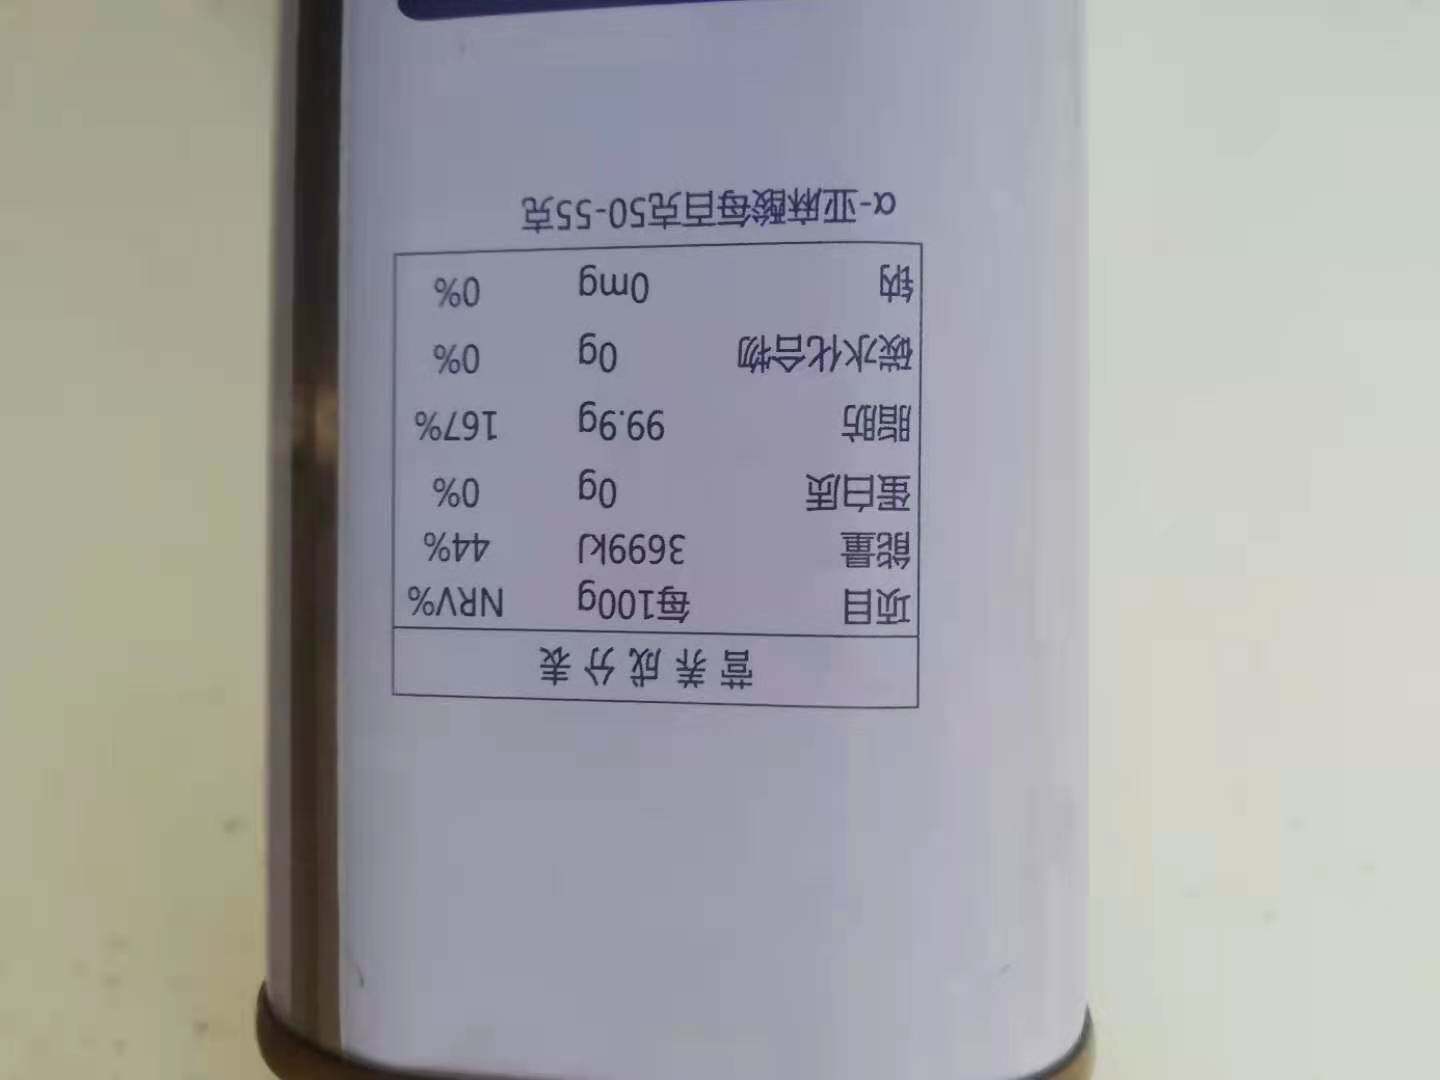 营养成分表
项目 每100g NRV%
能量 3699kJ 44%
蛋白质 0g 0%
脂肪 99.9g 167%
碳水化合物 0g 0%
钠 0mg 0%
α-亚麻酸每百克50-55克